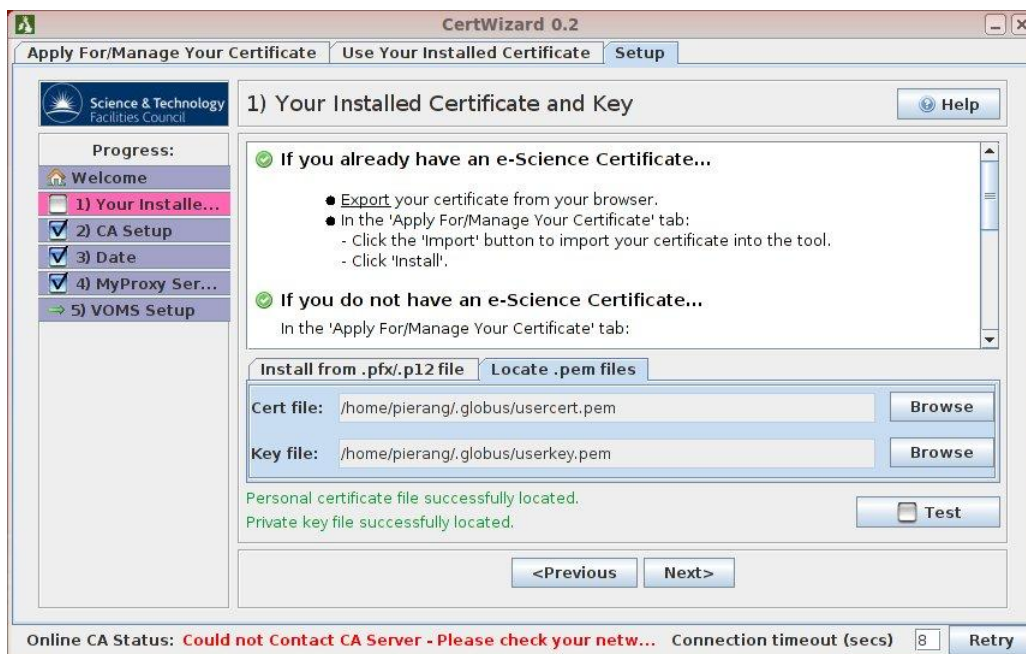 CertWizard 0.2
Apply For/Manage Your Certificate
Use Your Installed Certificate
Setup
Science & Technology
Facilities Council
1) Your Installed Certificate and Key
Help
Progress:
Welcome
1) Your Installe...
2) CA Setup
3) Date
4) MyProxy Ser...
5) VOMS Setup
If you already have an e-Science Certificate...
Export your certificate from your browser.
In the 'Apply For/Manage Your Certificate' tab:
- Click the 'Import' button to import your certificate into the tool.
- Click 'Install'.
If you do not have an e-Science Certificate...
In the 'Apply For/Manage Your Certificate' tab:
Install from .pfx/.p12 file
Locate .pem files
Cert file: /home/pierang/.globus/usercert.pem Browse
Key file: /home/pierang/.globus/userkey.pem Browse
Personal certificate file successfully located.
Private key file successfully located.
Test
<Previous
Next>
Online CA Status: Could not Contact CA Server - Please check your netw... Connection timeout (secs) 8 Retry